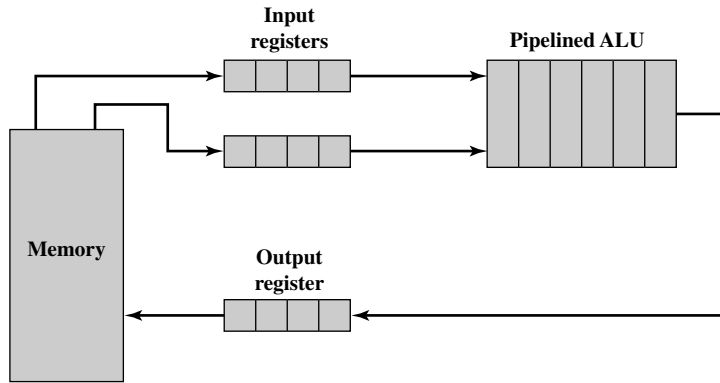 Input
registers
Pipelined ALU
Memory
Output
register